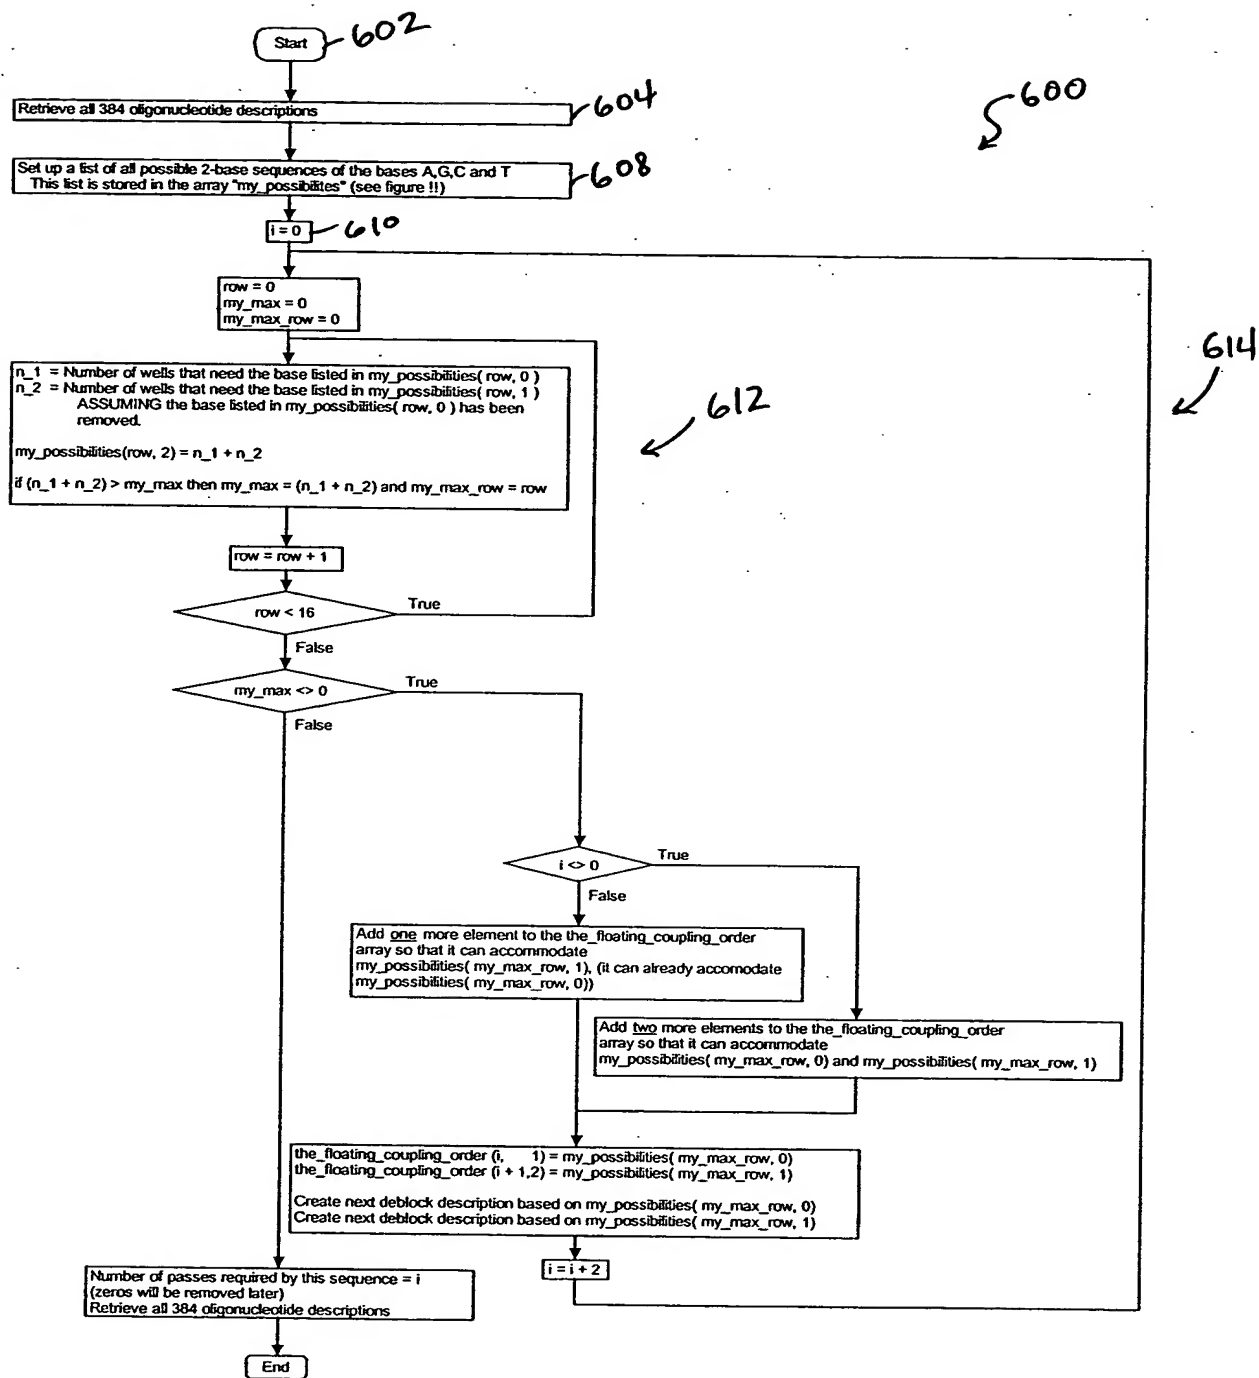 Start
602
Retrieve all 384 oligonucleotide descriptions
604
600
Set up a list of all possible 2-base sequences of the bases A,G,C and T
This list is stored in the array "my_possibilites" (see figure !!)
608
i = 0
610
row = 0
my_max = 0
my_max_row = 0
614
n_1 = Number of wells that need the base listed in my_possibilities( row, 0 )
n_2 = Number of wells that need the base listed in my_possibilities( row, 1 )
ASSUMING the base listed in my_possibilities( row, 0 ) has been
removed.
my_possibilities(row, 2) = n_1 + n_2
if (n_1 + n_2) > my_max then my_max = (n_1 + n_2) and my_max_row = row
612
row = row + 1
row < 16
True
False
my_max <> 0
True
False
i <> 0
True
False
Add one more element to the the_floating_coupling_order
array so that it can accommodate
my_possibilities( my_max_row, 1), (it can already accomodate
my_possibilities( my_max_row, 0))
Add two more elements to the the_floating_coupling_order
array so that it can accommodate
my_possibilities( my_max_row, 0) and my_possibilities( my_max_row, 1)
the_floating_coupling_order (i, 1) = my_possibilities( my_max_row, 0)
the_floating_coupling_order (i + 1,2) = my_possibilities( my_max_row, 1)
Create next deblock description based on my_possibilities( my_max_row, 0)
Create next deblock description based on my_possibilities( my_max_row, 1)
i = i + 2
Number of passes required by this sequence = i
(zeros will be removed later)
Retrieve all 384 oligonucleotide descriptions
End